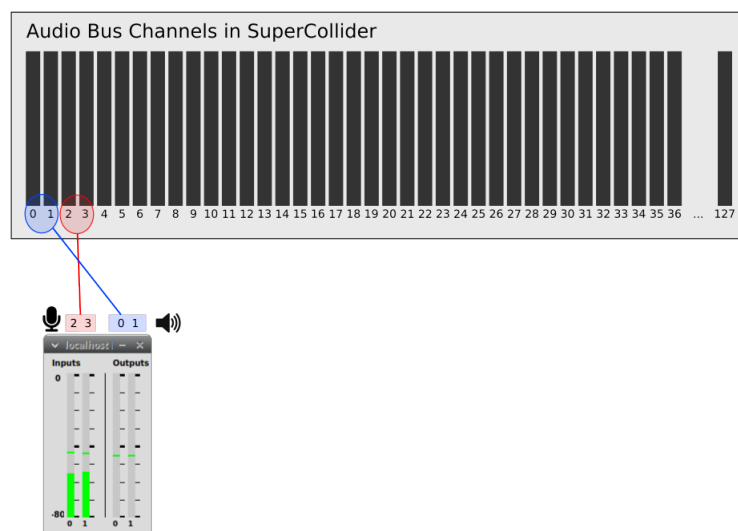 Audio Bus Channels in SuperCollider
0 1 2 3 4 5 6 7 8 9 10 11 12 13 14 15 16 17 18 19 20 21 22 23 24 25 26 27 28 29 30 31 32 33 34 35 36 ... 127
2 3 0 1
localhost
Inputs Outputs
0
-80
0 1 0 1